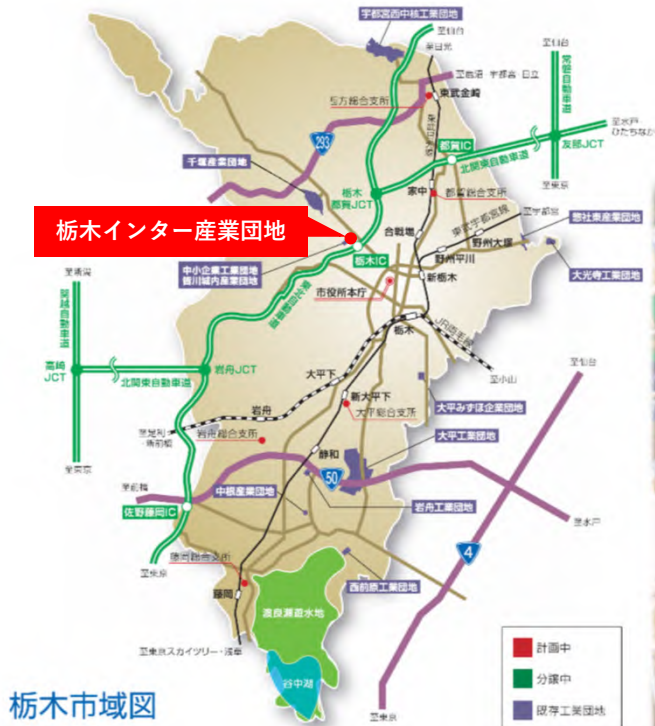 宇都宮西中核工業団地
至仙台
至日光
至鹿沼・宇都宮・日立
東武金崎
西方総合支所
至仙台
常磐自動車道
至水戸・
ひたちなか
友部JCT
至東京
都賀IC
北関東自動車道
293
千塚産業団地
栃木
都賀JCT
家中
都賀総合支所
栃木インター産業団地
合戦場
東武宇都宮線
至宇都宮
惣社東産業団地
野州大塚
野州平川
大光寺工業団地
中小企業工業団地
皆川城内産業団地
栃木IC
新栃木
市役所本庁
至新潟
関越自動車道
東北自動車道
栃木
JR両毛線
高崎
JCT
北関東自動車道
岩舟JCT
大平下
至小山
至仙台
新大平下
大平みずほ企業団地
岩舟
大平総合支所
至足利
岩舟総合支所
大平工業団地
至東京
静和
50
至前橋
中根産業団地
岩舟工業団地
佐野藤岡IC
至水戸
4
至東京
藤岡総合支所
西前原工業団地
藤岡
渡良瀬遊水地
至東京スカイツリー・浅草
谷中湖
計画中
分譲中
既存工業団地
至東京
栃木市域図